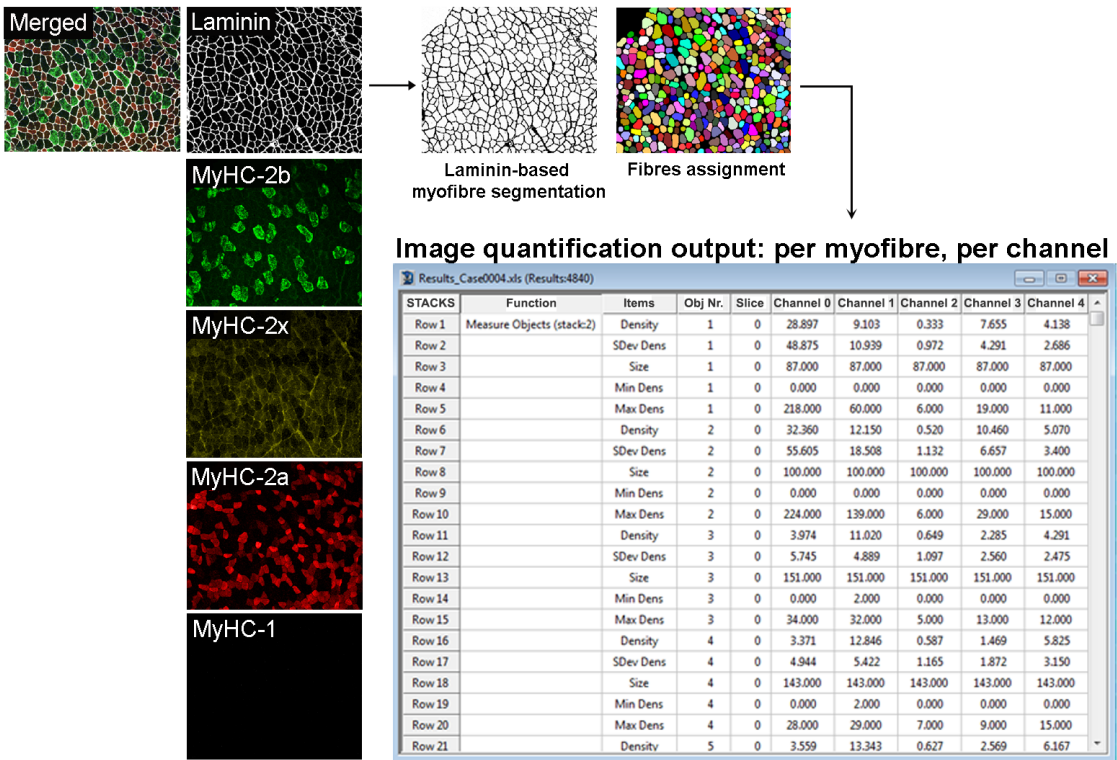 Merged
Laminin
MyHC-2b
MyHC-2x
MyHC-2a
MyHC-1
Laminin-based
myofibre segmentation
Fibres assignment
Image quantification output: per myofibre, per channel
Results_Case0004.xls (Results:4840)
STACKS Function Items Obj Nr. Slice Channel 0 Channel 1 Channel 2 Channel 3 Channel 4
Row 1 Measure Objects (stack:2) Density 1 0 28.897 9.103 0.333 7.655 4.138
Row 2 SDev Dens 1 0 48.875 10.939 0.972 4.291 2.686
Row 3 Size 1 0 87.000 87.000 87.000 87.000 87.000
Row 4 Min Dens 1 0 0.000 0.000 0.000 0.000 0.000
Row 5 Max Dens 1 0 218.000 60.000 6.000 19.000 11.000
Row 6 Density 2 0 32.360 12.150 0.520 10.460 5.070
Row 7 SDev Dens 2 0 55.605 18.508 1.132 6.657 3.400
Row 8 Size 2 0 100.000 100.000 100.000 100.000 100.000
Row 9 Min Dens 2 0 0.000 0.000 0.000 0.000 0.000
Row 10 Max Dens 2 0 224.000 139.000 6.000 29.000 15.000
Row 11 Density 3 0 3.974 11.020 0.649 2.285 4.291
Row 12 SDev Dens 3 0 5.745 4.889 1.097 2.560 2.475
Row 13 Size 3 0 151.000 151.000 151.000 151.000 151.000
Row 14 Min Dens 3 0 0.000 2.000 0.000 0.000 0.000
Row 15 Max Dens 3 0 34.000 32.000 5.000 13.000 12.000
Row 16 Density 4 0 3.371 12.846 0.587 1.469 5.825
Row 17 SDev Dens 4 0 4.944 5.422 1.165 1.872 3.150
Row 18 Size 4 0 143.000 143.000 143.000 143.000 143.000
Row 19 Min Dens 4 0 0.000 2.000 0.000 0.000 0.000
Row 20 Max Dens 4 0 28.000 29.000 7.000 9.000 15.000
Row 21 Density 5 0 3.559 13.343 0.627 2.569 6.167